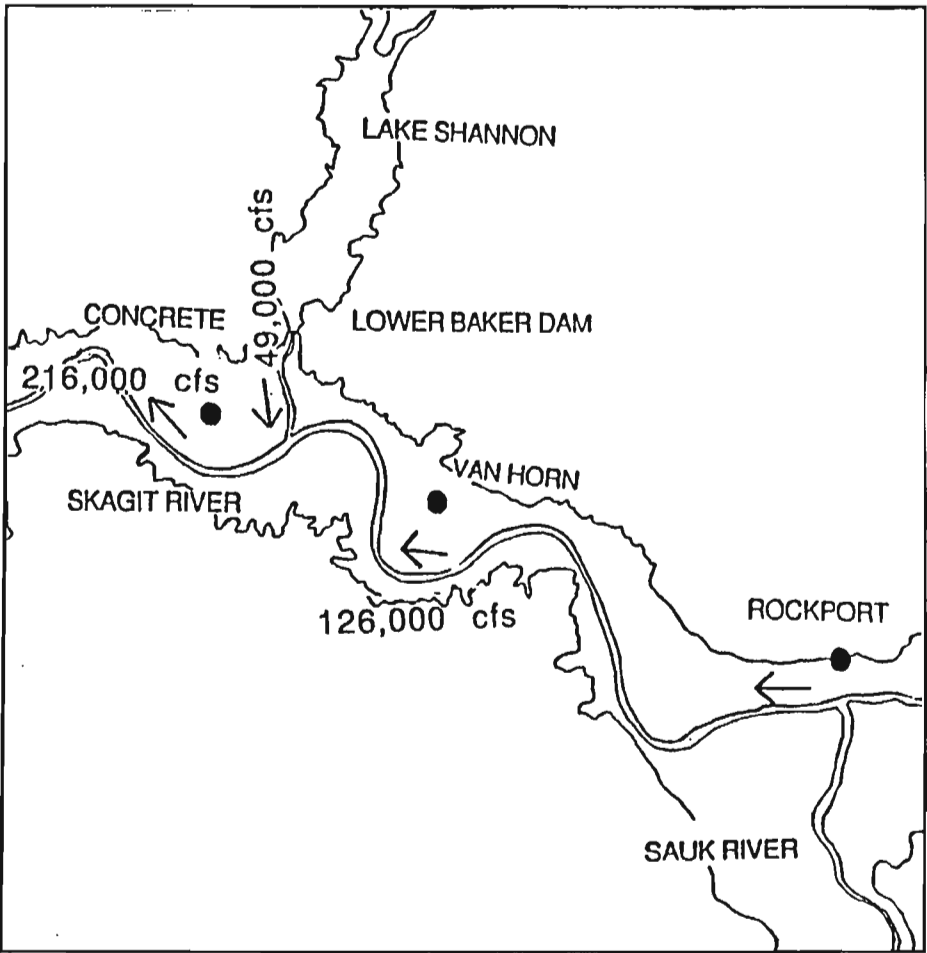 LAKE SHANNON
49,000 cfs
CONCRETE
LOWER BAKER DAM
216,000 cfs
VAN HORN
SKAGIT RIVER
126,000 cfs
ROCKPORT
SAUK RIVER